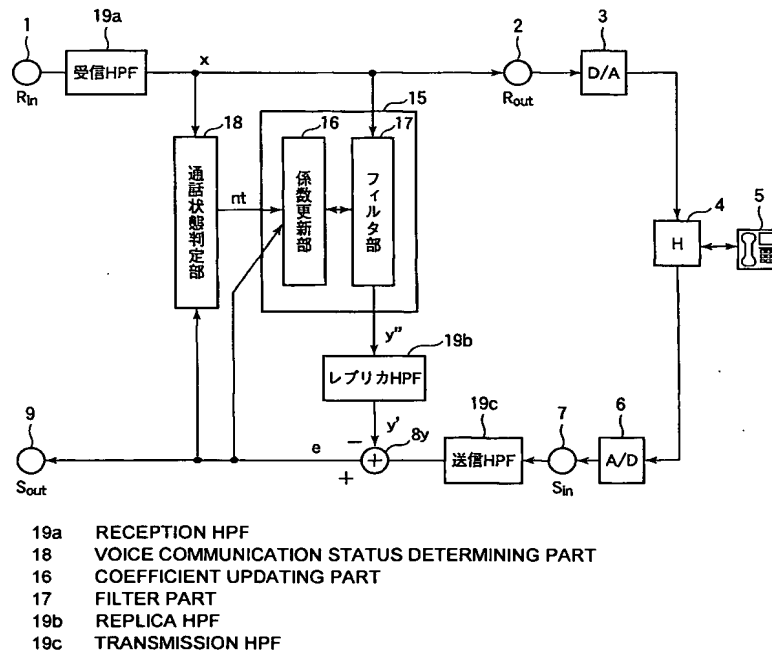 19a
1
2
3
受信HPF
x
D/A
Rin
Rout
15
18
16
17
通話状態判定部
nt
係数更新部
フィルタ部
4
5
H
y"
19b
レプリカHPF
19c
7
6
9
y'
8y
e
−
+
+
送信HPF
A/D
Sout
Sin
19a RECEPTION HPF
18 VOICE COMMUNICATION STATUS DETERMINING PART
16 COEFFICIENT UPDATING PART
17 FILTER PART
19b REPLICA HPF
19c TRANSMISSION HPF